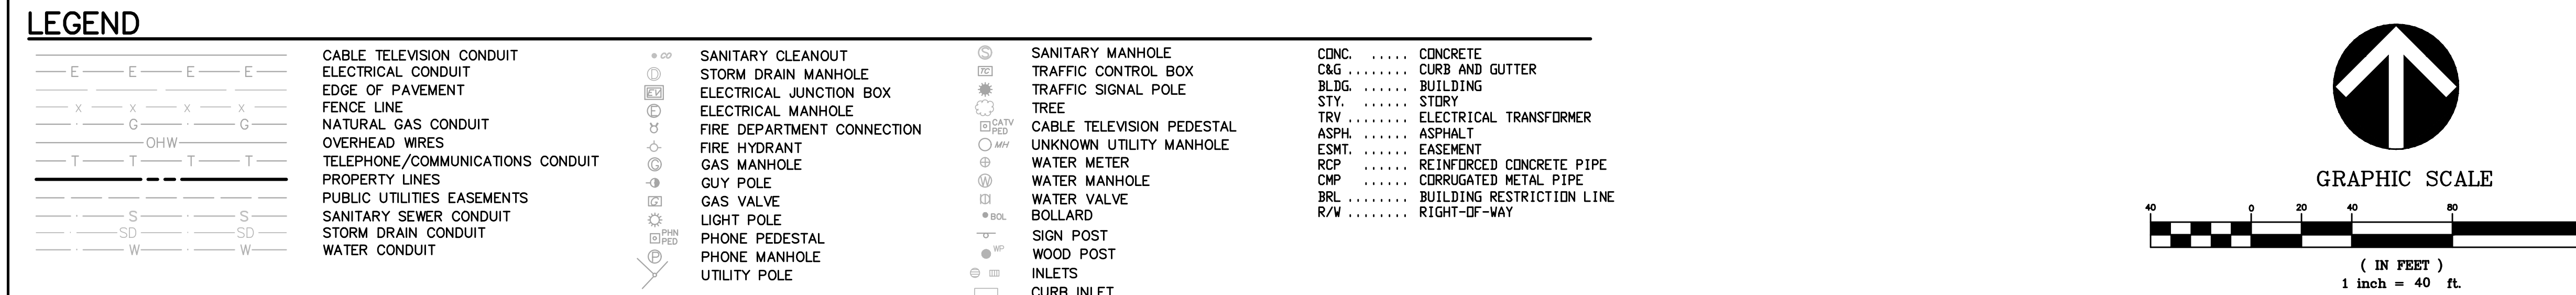 LEGEND
CABLE TELEVISION CONDUIT
E E E E ELECTRICAL CONDUIT
EDGE OF PAVEMENT
X X X X FENCE LINE
G G NATURAL GAS CONDUIT
OHW OVERHEAD WIRES
T T T T TELEPHONE/COMMUNICATIONS CONDUIT
PROPERTY LINES
PUBLIC UTILITIES EASEMENTS
S S SANITARY SEWER CONDUIT
SD SD STORM DRAIN CONDUIT
W W WATER CONDUIT
CO SANITARY CLEANOUT
D STORM DRAIN MANHOLE
ELECTRICAL JUNCTION BOX
E ELECTRICAL MANHOLE
FIRE DEPARTMENT CONNECTION
FIRE HYDRANT
G GAS MANHOLE
GUY POLE
G GAS VALVE
LIGHT POLE
PHN PED PHONE PEDESTAL
P PHONE MANHOLE
UTILITY POLE
S SANITARY MANHOLE
TC TRAFFIC CONTROL BOX
TRAFFIC SIGNAL POLE
TREE
CATV PED CABLE TELEVISION PEDESTAL
MH UNKNOWN UTILITY MANHOLE
WATER METER
W WATER MANHOLE
WATER VALVE
BOL BOLLARD
SIGN POST
WP WOOD POST
INLETS
CURB INLET
CONC. ..... CONCRETE
C&G ........ CURB AND GUTTER
BLDG. ...... BUILDING
STY. ...... STORY
TRV ........ ELECTRICAL TRANSFORMER
ASPH. ...... ASPHALT
ESMT. ...... EASEMENT
RCP ...... REINFORCED CONCRETE PIPE
CMP ...... CORRUGATED METAL PIPE
BRL ........ BUILDING RESTRICTION LINE
R/W ........ RIGHT-OF-WAY
GRAPHIC SCALE
40 0 20 40 80
( IN FEET )
1 inch = 40 ft.